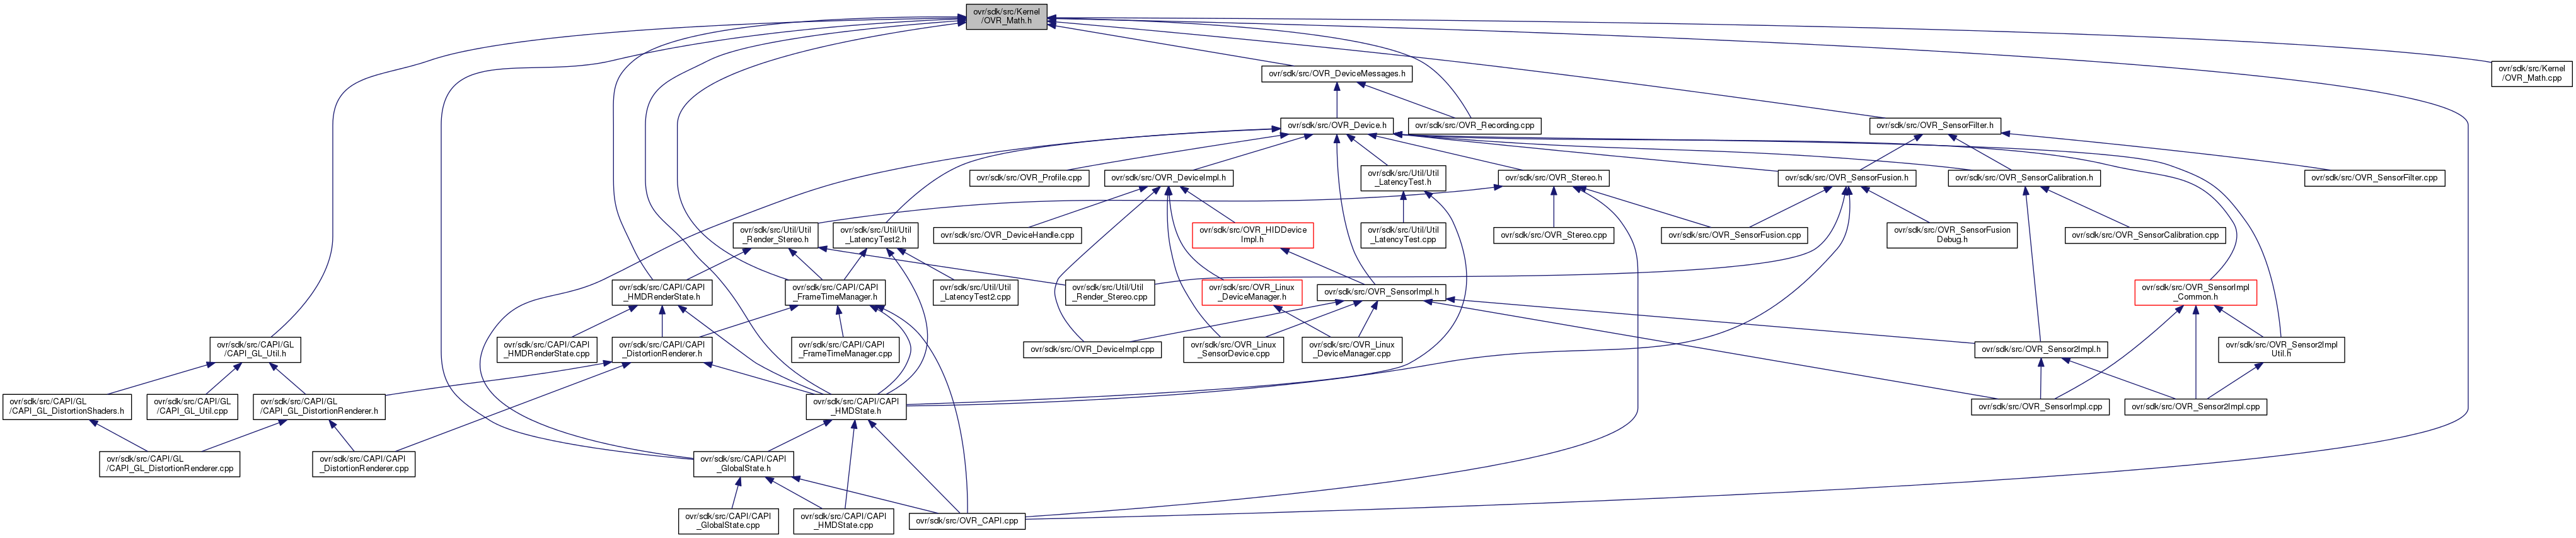 ovr/sdk/src/Kernel
/OVR_Math.h
ovr/sdk/src/OVR_DeviceMessages.h
ovr/sdk/src/Kernel
/OVR_Math.cpp
ovr/sdk/src/OVR_Device.h
ovr/sdk/src/OVR_Recording.cpp
ovr/sdk/src/OVR_SensorFilter.h
ovr/sdk/src/OVR_Profile.cpp
ovr/sdk/src/OVR_DeviceImpl.h
ovr/sdk/src/Util/Util
_LatencyTest.h
ovr/sdk/src/OVR_Stereo.h
ovr/sdk/src/OVR_SensorFusion.h
ovr/sdk/src/OVR_SensorCalibration.h
ovr/sdk/src/OVR_SensorFilter.cpp
ovr/sdk/src/Util/Util
_Render_Stereo.h
ovr/sdk/src/Util/Util
_LatencyTest2.h
ovr/sdk/src/OVR_DeviceHandle.cpp
ovr/sdk/src/OVR_HIDDevice
Impl.h
ovr/sdk/src/Util/Util
_LatencyTest.cpp
ovr/sdk/src/OVR_Stereo.cpp
ovr/sdk/src/OVR_SensorFusion.cpp
ovr/sdk/src/OVR_SensorFusion
Debug.h
ovr/sdk/src/OVR_SensorCalibration.cpp
ovr/sdk/src/CAPI/CAPI
_HMDRenderState.h
ovr/sdk/src/CAPI/CAPI
_FrameTimeManager.h
ovr/sdk/src/Util/Util
_LatencyTest2.cpp
ovr/sdk/src/Util/Util
_Render_Stereo.cpp
ovr/sdk/src/OVR_Linux
_DeviceManager.h
ovr/sdk/src/OVR_SensorImpl.h
ovr/sdk/src/OVR_SensorImpl
_Common.h
ovr/sdk/src/CAPI/GL
/CAPI_GL_Util.h
ovr/sdk/src/CAPI/CAPI
_HMDRenderState.cpp
ovr/sdk/src/CAPI/CAPI
_DistortionRenderer.h
ovr/sdk/src/CAPI/CAPI
_FrameTimeManager.cpp
ovr/sdk/src/OVR_DeviceImpl.cpp
ovr/sdk/src/OVR_Linux
_SensorDevice.cpp
ovr/sdk/src/OVR_Linux
_DeviceManager.cpp
ovr/sdk/src/OVR_Sensor2Impl.h
ovr/sdk/src/OVR_Sensor2Impl
Util.h
ovr/sdk/src/CAPI/GL
/CAPI_GL_DistortionShaders.h
ovr/sdk/src/CAPI/GL
/CAPI_GL_Util.cpp
ovr/sdk/src/CAPI/GL
/CAPI_GL_DistortionRenderer.h
ovr/sdk/src/CAPI/CAPI
_HMDState.h
ovr/sdk/src/OVR_SensorImpl.cpp
ovr/sdk/src/OVR_Sensor2Impl.cpp
ovr/sdk/src/CAPI/GL
/CAPI_GL_DistortionRenderer.cpp
ovr/sdk/src/CAPI/CAPI
_DistortionRenderer.cpp
ovr/sdk/src/CAPI/CAPI
_GlobalState.h
ovr/sdk/src/CAPI/CAPI
_GlobalState.cpp
ovr/sdk/src/CAPI/CAPI
_HMDState.cpp
ovr/sdk/src/OVR_CAPI.cpp